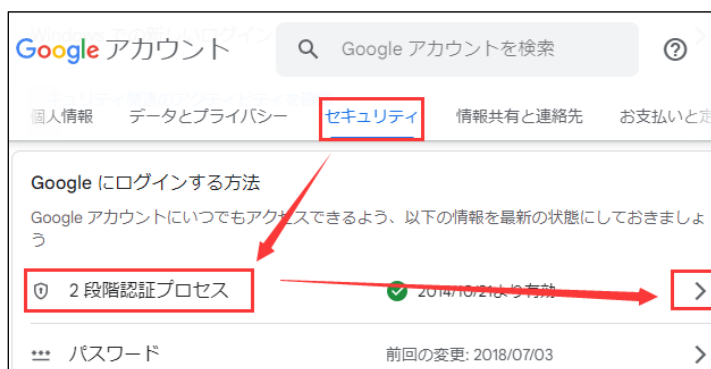 Google アカウント
Google アカウントを検索
個人情報 データとプライバシー セキュリティ 情報共有と連絡先 お支払いと定
Google にログインする方法
Google アカウントにいつでもアクセスできるよう、以下の情報を最新の状態にしておきましょ
う
2 段階認証プロセス 2014/10/21より有効
パスワード 前回の変更: 2018/07/03